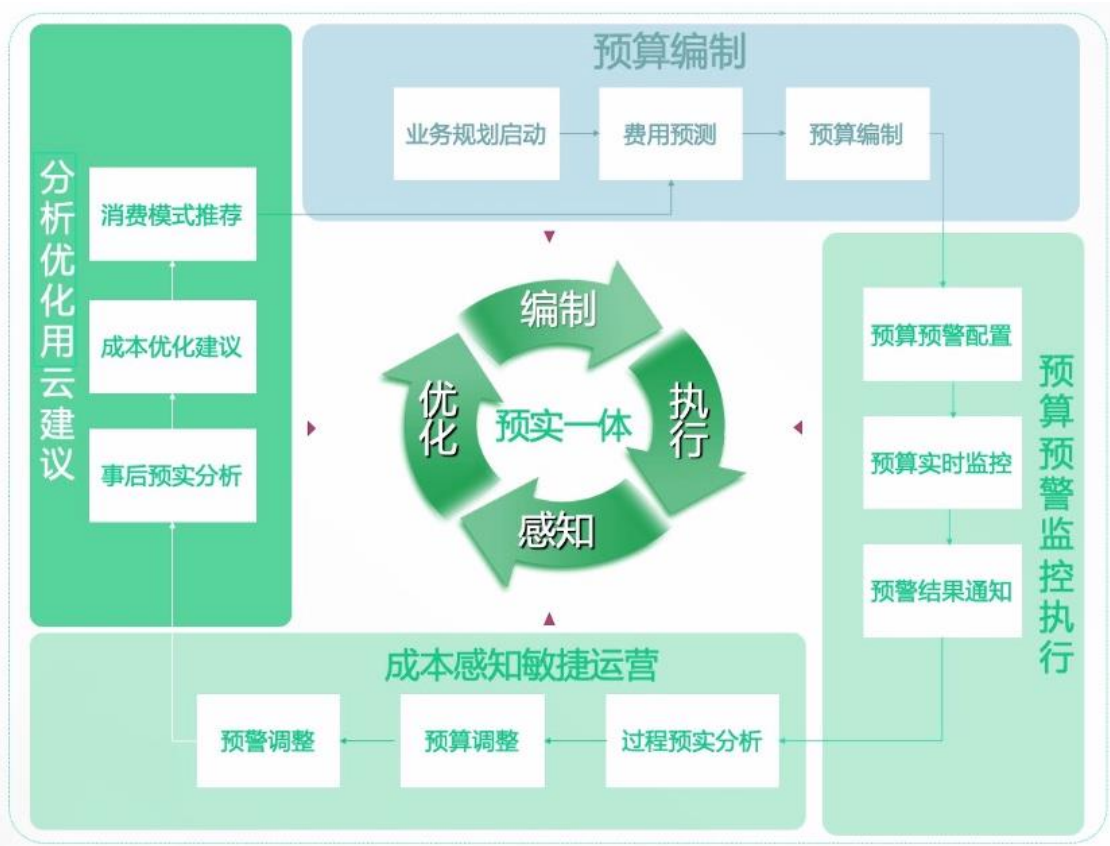 预算编制
业务规划启动
费用预测
预算编制
分析优化用云建议
消费模式推荐
成本优化建议
事后预实分析
编制
执行
感知
优化
预实一体
预算预警监控执行
预算预警配置
预算实时监控
预警结果通知
成本感知敏捷运营
预警调整
预算调整
过程预实分析